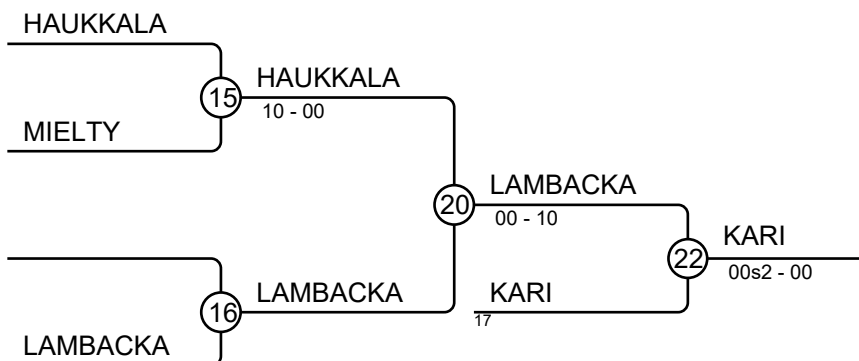 HAUKKALA
15
HAUKKALA
10 - 00
MIELTY
20
LAMBACKA
00 - 10
22
KARI
00s2 - 00
16
LAMBACKA
KARI
17
LAMBACKA